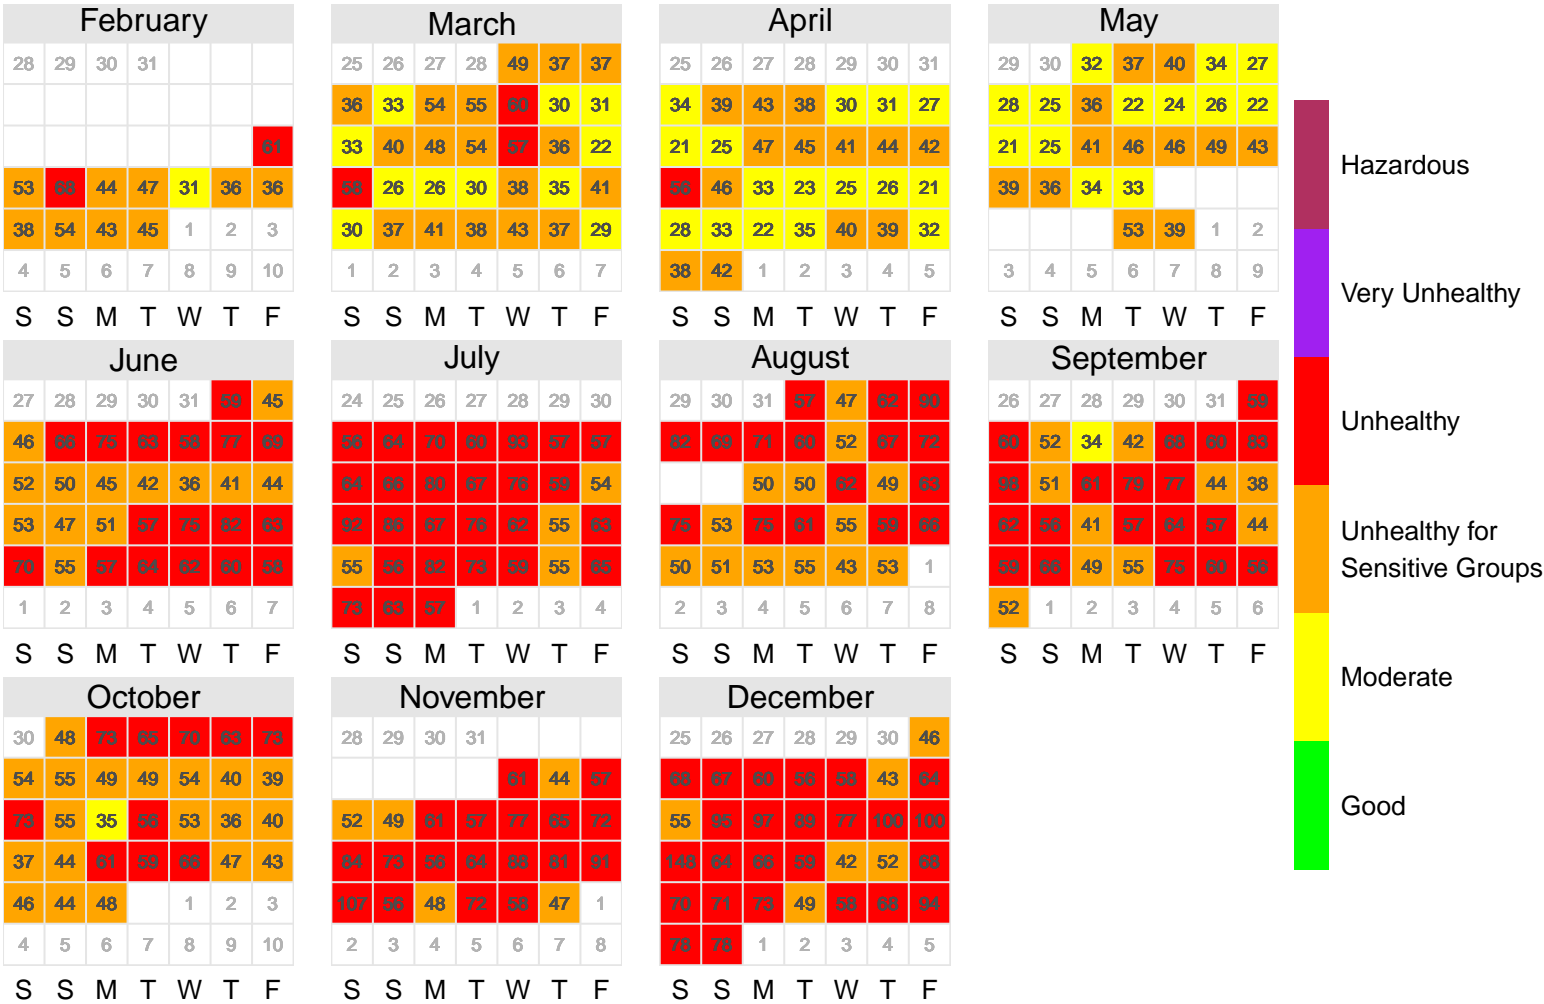 February
28 29 30 31
61
53 44 47 31 36 36
38 54 43 45 1 2 3
4 5 6 7 8 9 10
S S M T W T F
March
25 26 27 28 49 37 37
36 33 54 55 60 30 31
33 40 48 54 57 36 22
58 26 26 30 38 35 41
30 37 41 38 43 37 29
1 2 3 4 5 6 7
S S M T W T F
April
25 26 27 28 29 30 31
34 39 43 38 30 31 27
21 25 47 45 41 44 42
46 33 23 25 26 21
28 33 22 35 40 39 32
38 42 1 2 3 4 5
S S M T W T F
May
29 30 32 37 40 34 27
28 25 36 22 24 26 22
21 25 41 46 46 49 43
39 36 34 33
53 39 1 2
3 4 5 6 7 8 9
S S M T W T F
June
27 28 29 30 31 59 45
46 75 63 58 77 69
52 50 45 42 36 41 44
53 47 51 57 75 62 63
70 55 57 64 62 60 58
1 2 3 4 5 6 7
S S M T W T F
July
24 25 26 27 28 29 30
56 64 70 60 93 57 57
64 66 80 67 76 59 54
92 67 76 62 55 63
55 56 82 73 59 55 65
73 63 57 1 2 3 4
S S M T W T F
August
29 30 31 57 47 62 90
82 69 71 60 52 67 72
50 50 62 49 63
75 53 75 61 55 59 66
50 51 53 55 43 53 1
2 3 4 5 6 7 8
S S M T W T F
September
26 27 28 29 30 31 59
60 52 34 42 68 60 83
51 61 79 77 44 38
62 56 41 57 64 57 44
59 66 49 55 75 60 56
52 1 2 3 4 5 6
S S M T W T F
October
30 48 73 65 70 63 73
54 55 49 49 54 40 39
73 55 35 56 53 36 40
37 44 61 59 66 47 43
46 44 48 1 2 3
4 5 6 7 8 9 10
S S M T W T F
November
28 29 30 31
61 44 57
52 49 61 57 77 65 72
84 73 64 81 91
107 56 48 72 58 47 1
2 3 4 5 6 7 8
S S M T W T F
December
25 26 27 28 29 30 46
68 67 60 56 58 43 64
55 95 97 89 77 100 100
148 64 66 59 42 52 68
70 71 73 49 68 94
78 78 1 2 3 4 5
S S M T W T F
Hazardous
Very Unhealthy
Unhealthy
Unhealthy for
Sensitive Groups
Moderate
Good